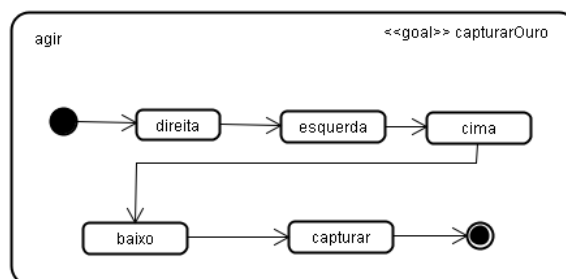 agir
<<goal>> capturarOuro
direita
esquerda
cima
baixo
capturar